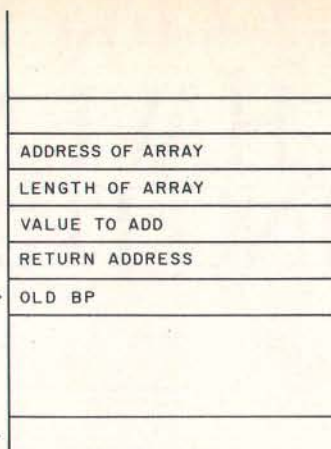 ADDRESS OF ARRAY
LENGTH OF ARRAY
VALUE TO ADD
RETURN ADDRESS
OLD BP